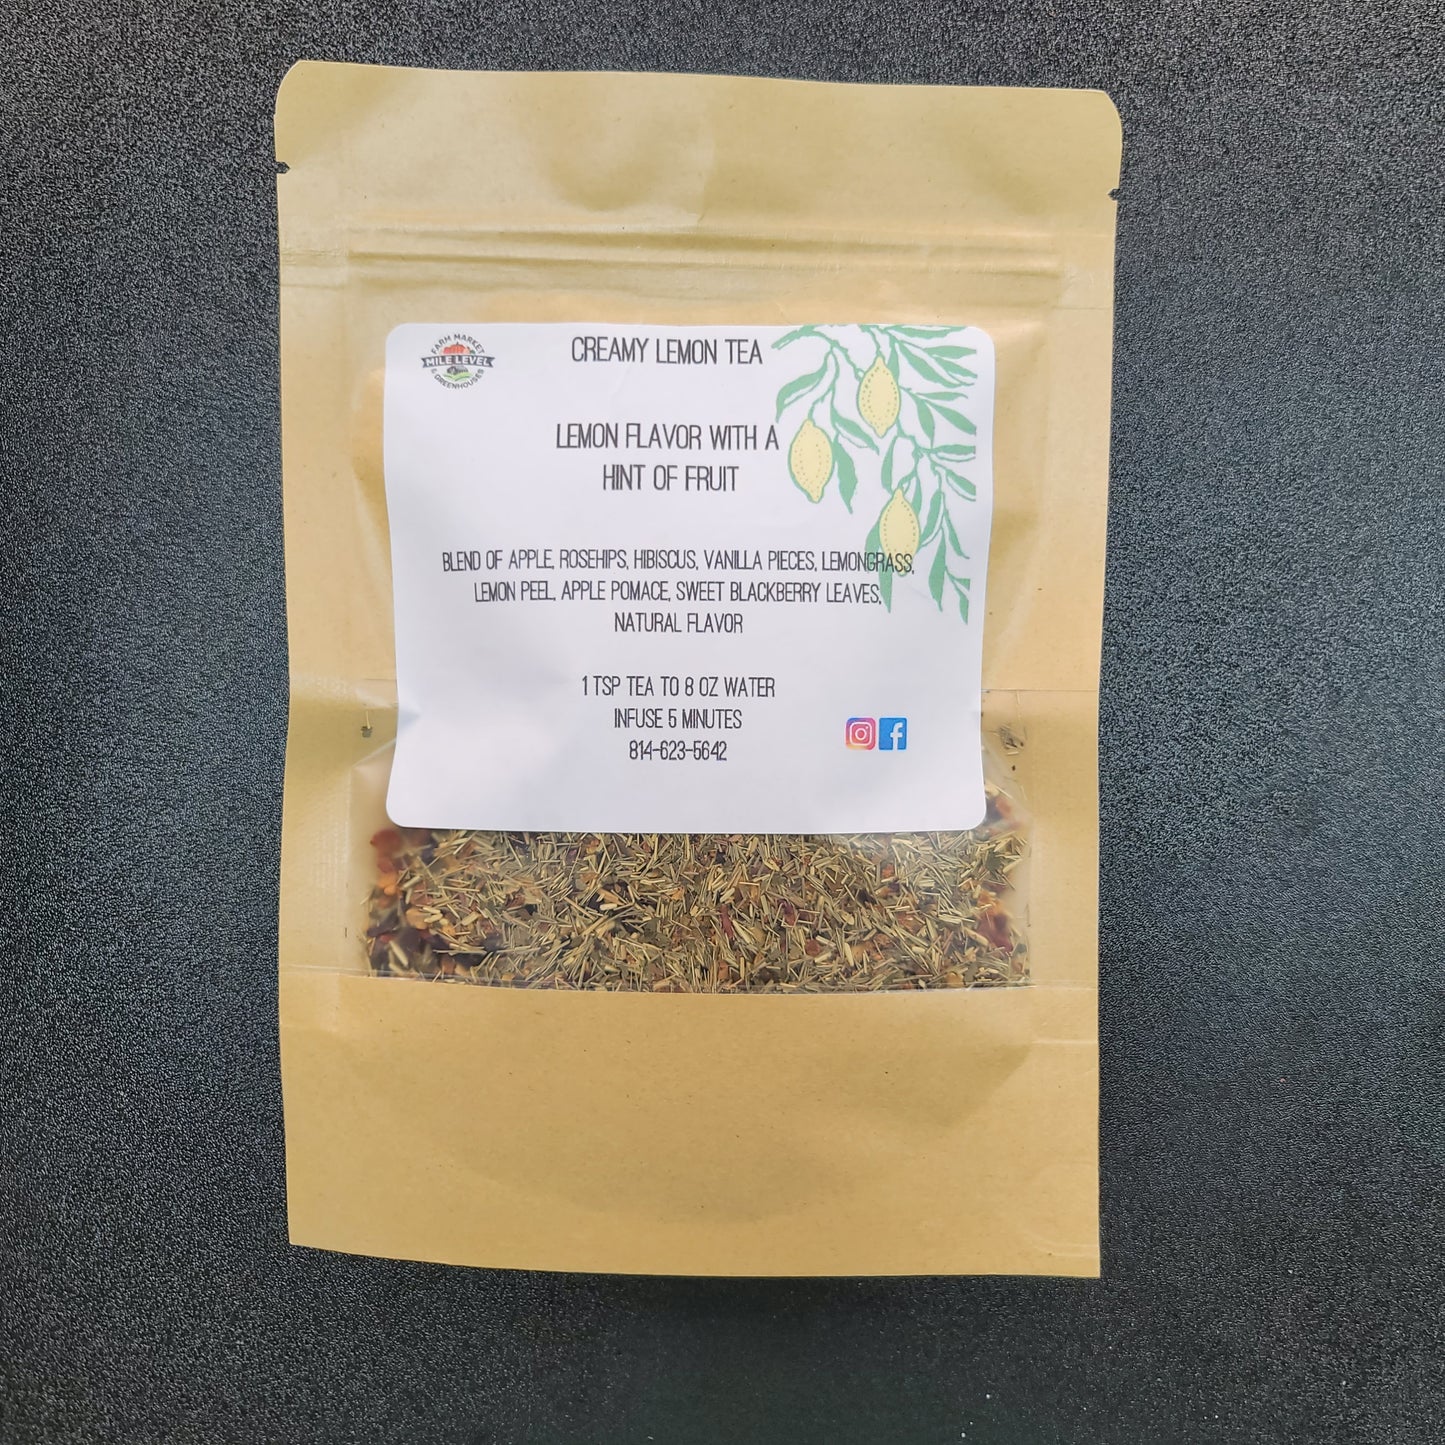 FARM MARKET
MILE LEVEL
& GREENHOUSES
CREAMY LEMON TEA
LEMON FLAVOR WITH A
HINT OF FRUIT
BLEND OF APPLE, ROSEHIPS, HIBISCUS, VANILLA PIECES, LEMONGRASS,
LEMON PEEL, APPLE POMACE, SWEET BLACKBERRY LEAVES,
NATURAL FLAVOR
1 TSP TEA TO 8 OZ WATER
INFUSE 5 MINUTES
814-623-5642